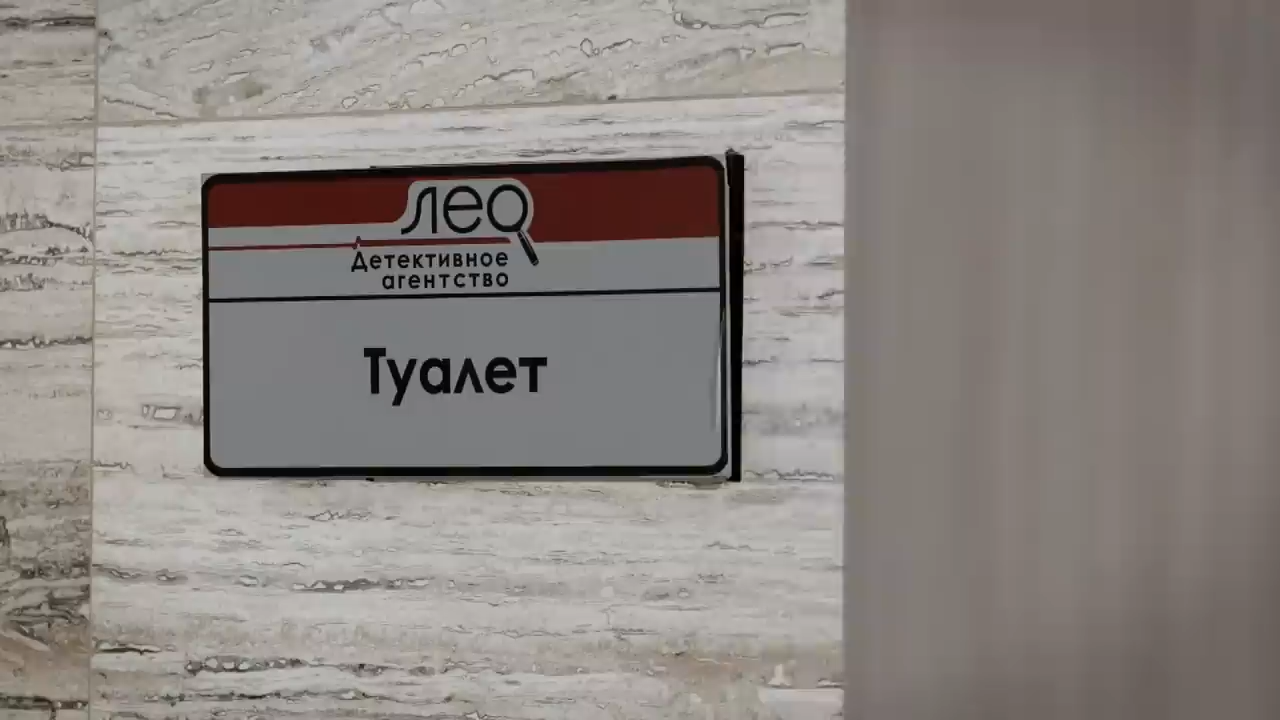 лео
Детективное
агентство
Туалет